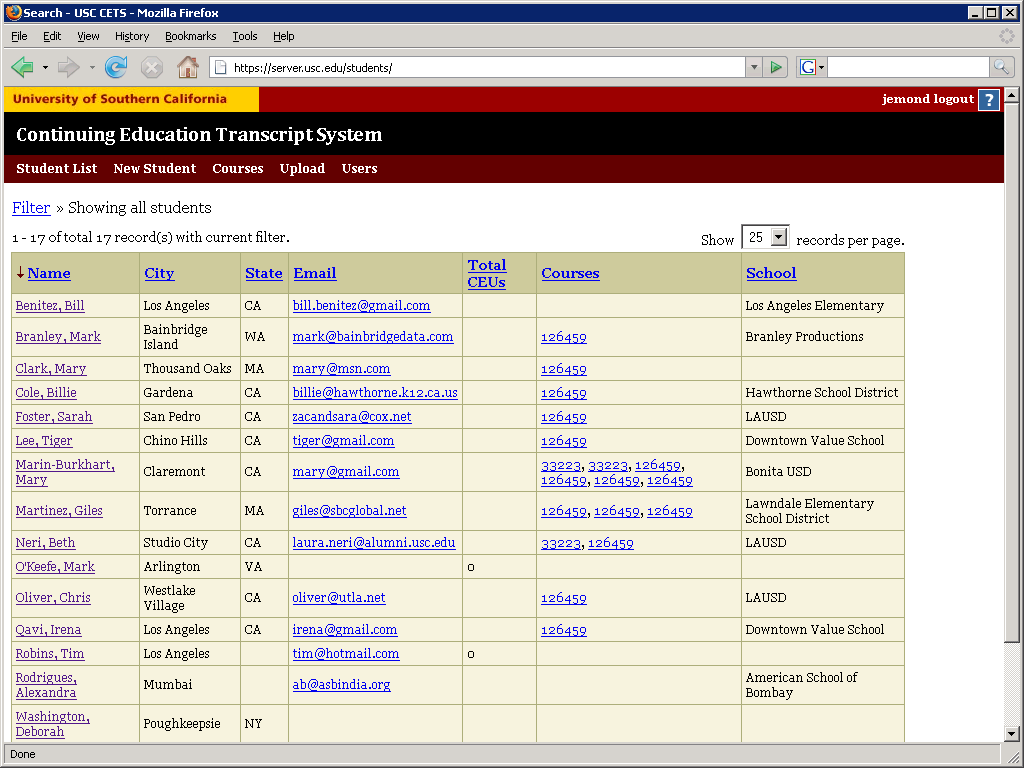 Search - USC CETS - Mozilla Firefox
File Edit View History Bookmarks Tools Help
https://server.usc.edu/students/
G
University of Southern California
jemond logout ?
Continuing Education Transcript System
Student List New Student Courses Upload Users
Filter » Showing all students
1 - 17 of total 17 record(s) with current filter.
Show 25 records per page.
Name City State Email Total CEUs Courses School
Benitez, Bill Los Angeles CA bill.benitez@gmail.com Los Angeles Elementary
Branley, Mark Bainbridge Island WA mark@bainbridgedata.com 126459 Branley Productions
Clark, Mary Thousand Oaks MA mary@msn.com 126459
Cole, Billie Gardena CA billie@hawthorne.k12.ca.us 126459 Hawthorne School District
Foster, Sarah San Pedro CA zacandsara@cox.net 126459 LAUSD
Lee, Tiger Chino Hills CA tiger@gmail.com 126459 Downtown Value School
Marin-Burkhart, Mary Claremont CA mary@gmail.com 33223, 33223, 126459, 126459, 126459, 126459 Bonita USD
Martinez, Giles Torrance MA giles@sbcglobal.net 126459, 126459, 126459 Lawndale Elementary School District
Neri, Beth Studio City CA laura.neri@alumni.usc.edu 33223, 126459 LAUSD
O'Keefe, Mark Arlington VA 0
Oliver, Chris Westlake Village CA oliver@utla.net 126459 LAUSD
Qavi, Irena Los Angeles CA irena@gmail.com 126459 Downtown Value School
Robins, Tim Los Angeles tim@hotmail.com 0
Rodrigues, Alexandra Mumbai ab@asbindia.org American School of Bombay
Washington, Deborah Poughkeepsie NY
Done